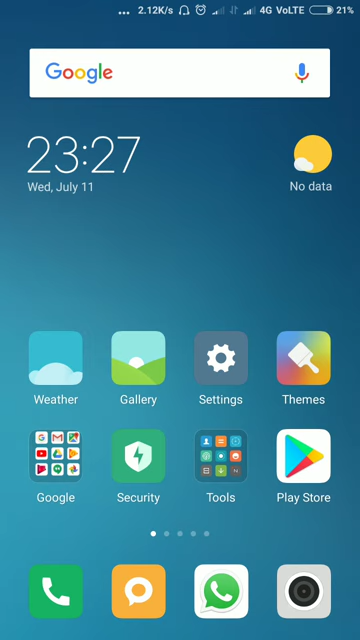 ... 2.12K/s 4G VoLTE 21%
Google
23:27
Wed, July 11
No data
Weather Gallery Settings Themes
Google Security Tools Play Store